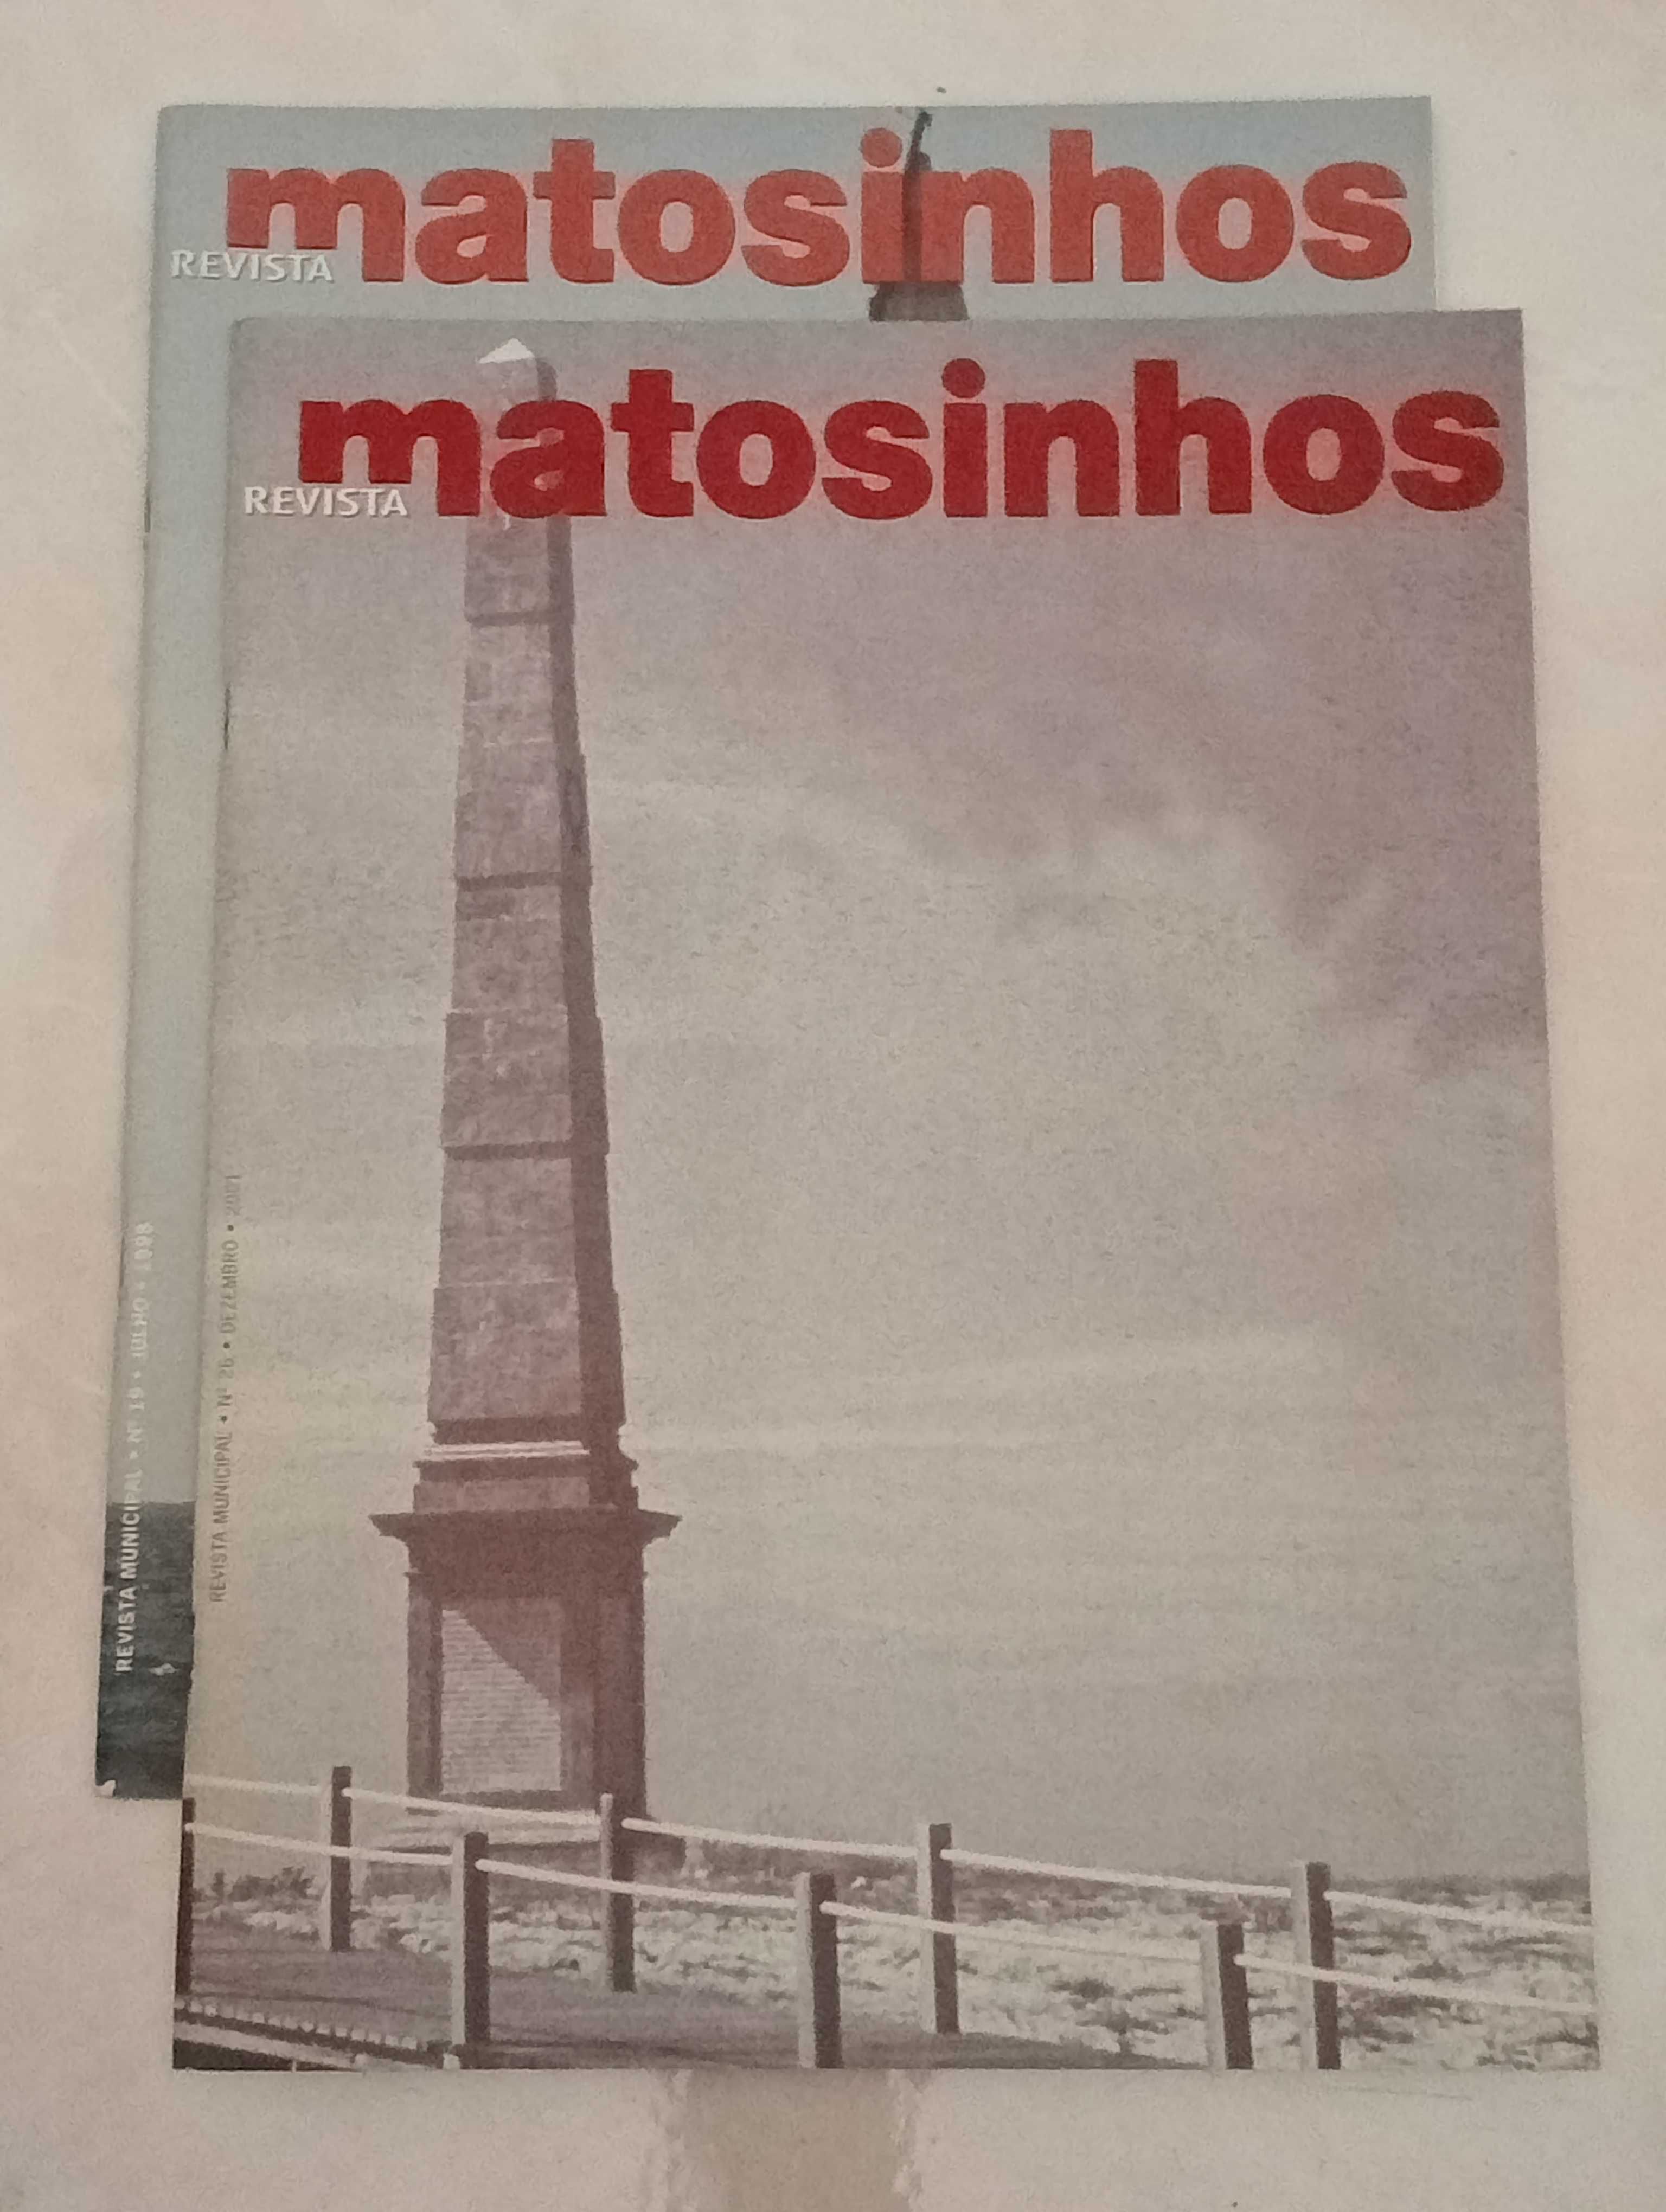 matosinhos
REVISTA
matosinhos
REVISTA
REVISTA MUNICIPAL • Nº 19 • JULHO • 1998
REVISTA MUNICIPAL • Nº 26 • DEZEMBRO • 2001